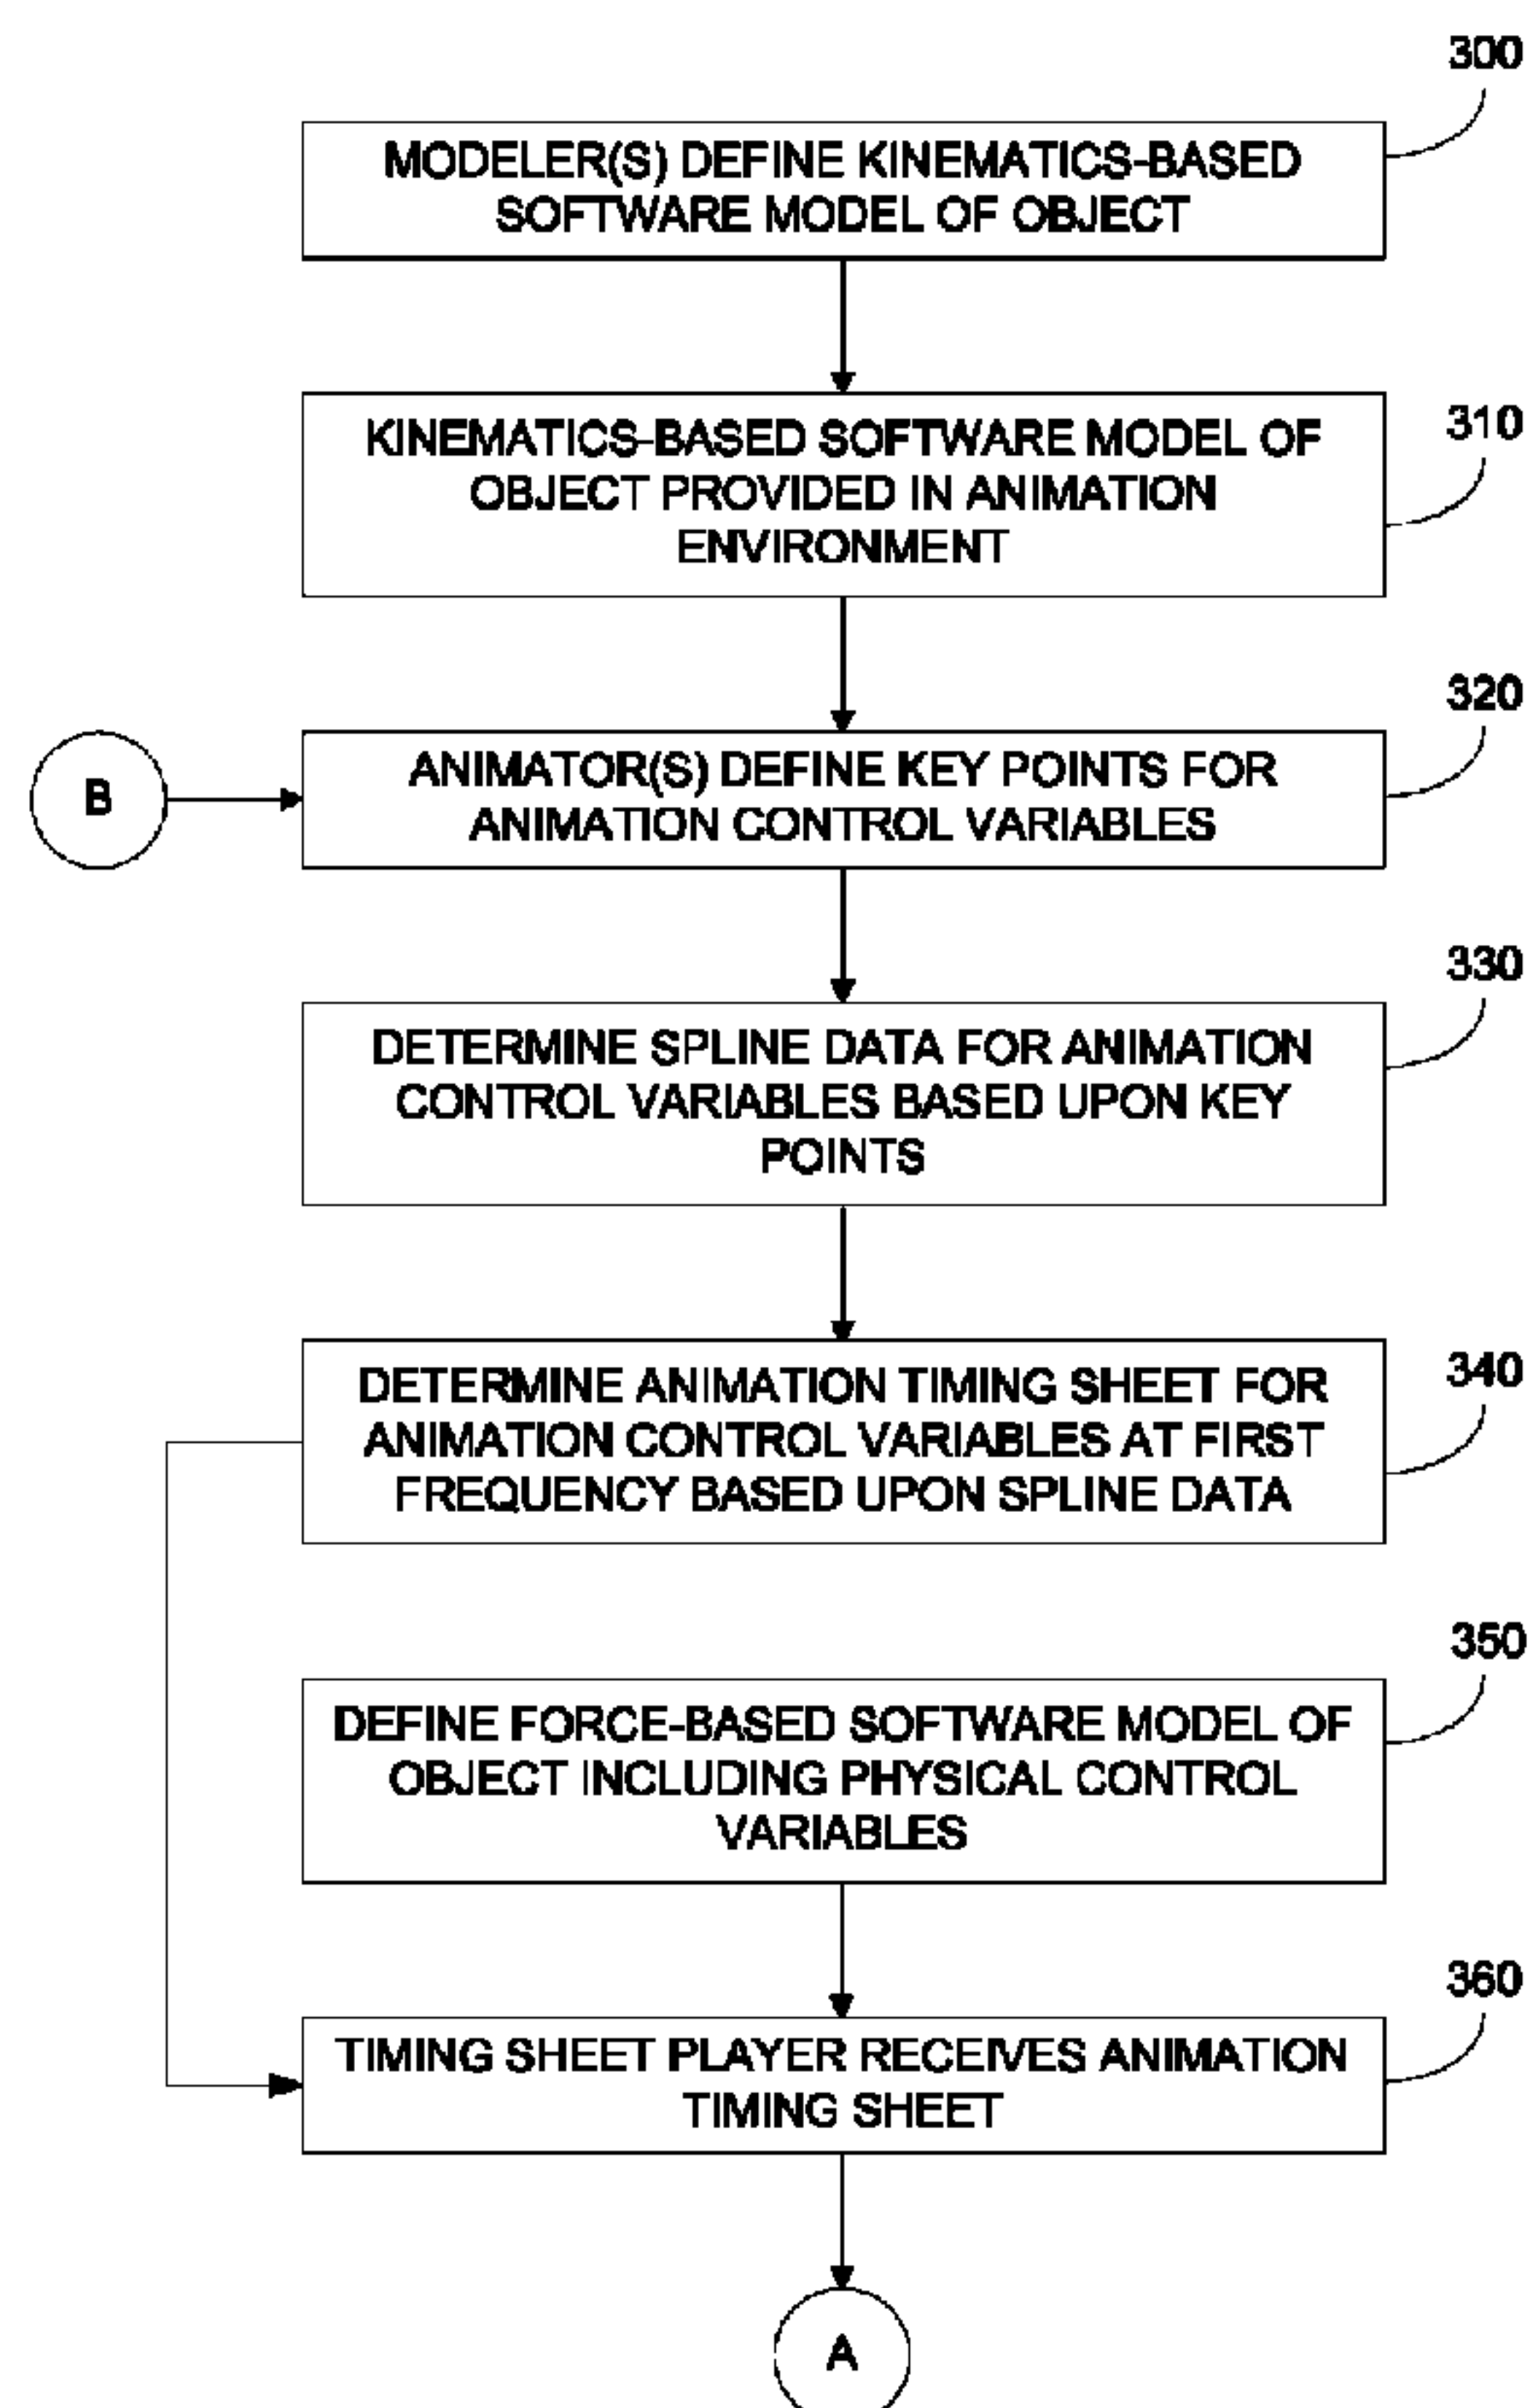 300
MODELER(S) DEFINE KINEMATICS-BASED
SOFTWARE MODEL OF OBJECT
310
KINEMATICS-BASED SOFTWARE MODEL OF
OBJECT PROVIDED IN ANIMATION
ENVIRONMENT
320
B
ANIMATOR(S) DEFINE KEY POINTS FOR
ANIMATION CONTROL VARIABLES
330
DETERMINE SPLINE DATA FOR ANIMATION
CONTROL VARIABLES BASED UPON KEY
POINTS
340
DETERMINE ANIMATION TIMING SHEET FOR
ANIMATION CONTROL VARIABLES AT FIRST
FREQUENCY BASED UPON SPLINE DATA
350
DEFINE FORCE-BASED SOFTWARE MODEL OF
OBJECT INCLUDING PHYSICAL CONTROL
VARIABLES
360
TIMING SHEET PLAYER RECEIVES ANIMATION
TIMING SHEET
A